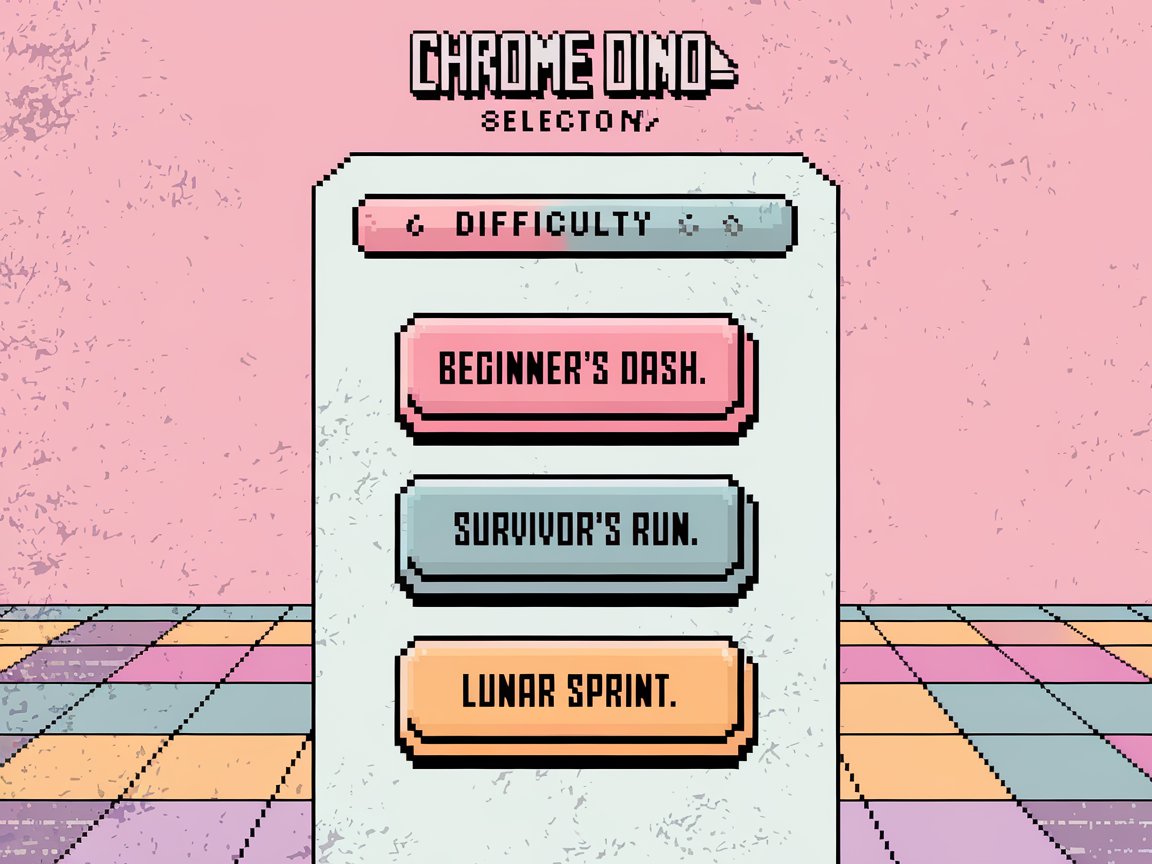 CHROME DINO
SELECTON
DIFFICULTY
BEGINNER'S DASH.
SURVIVOR'S RUN.
LUNAR SPRINT.